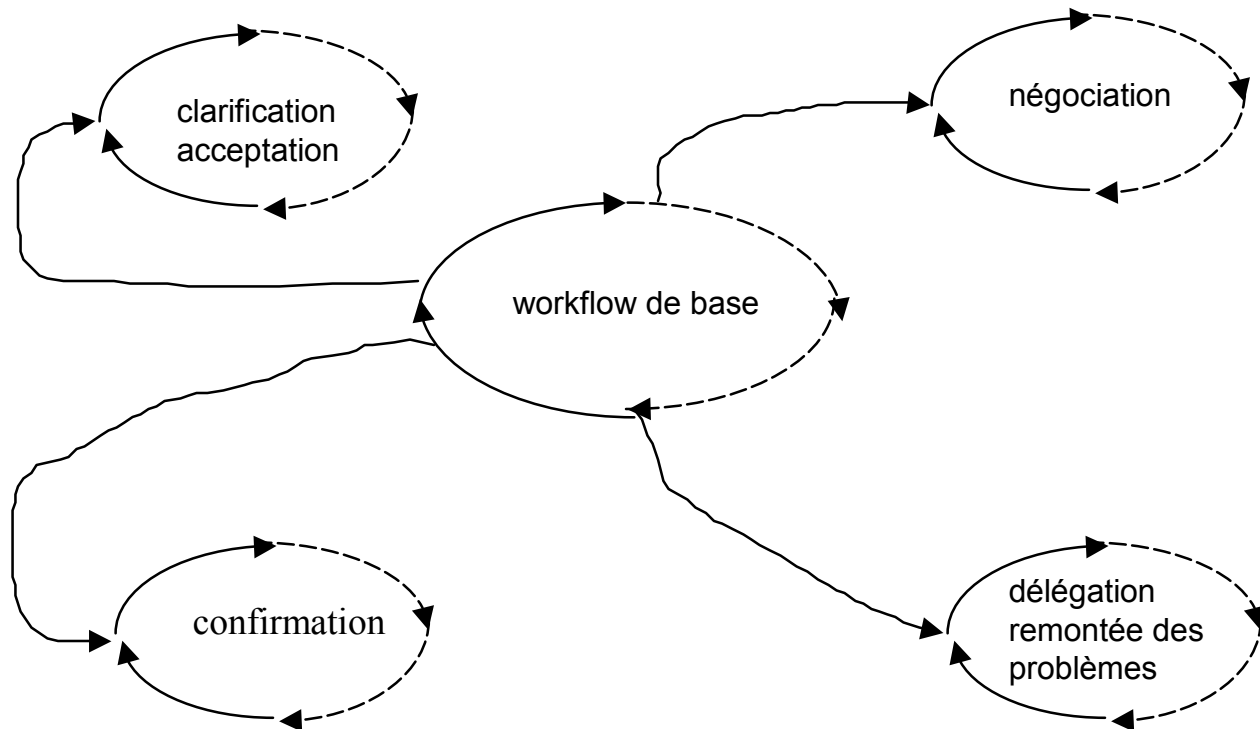 clarification
acceptation
négociation
workflow de base
confirmation
délégation
remontée des
problèmes